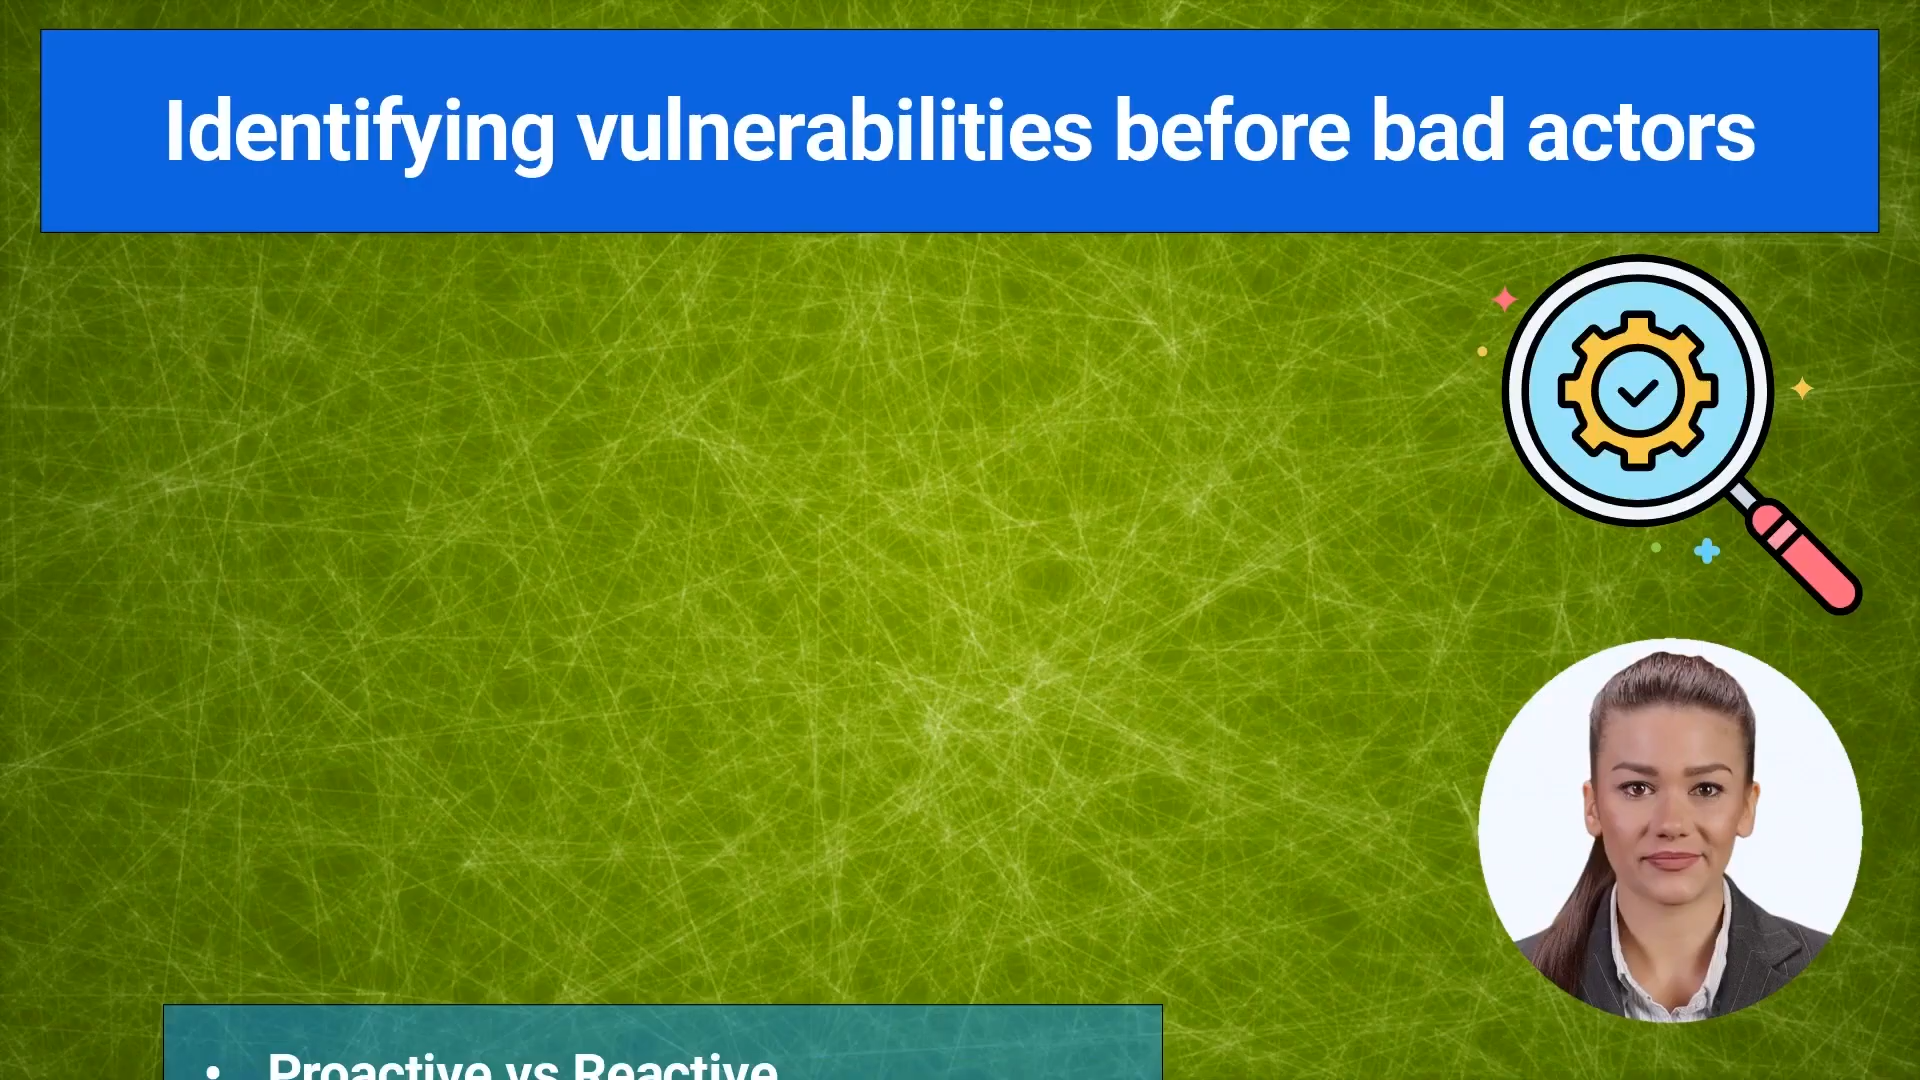 Identifying vulnerabilities before bad actors
• Proactive vs Reactive